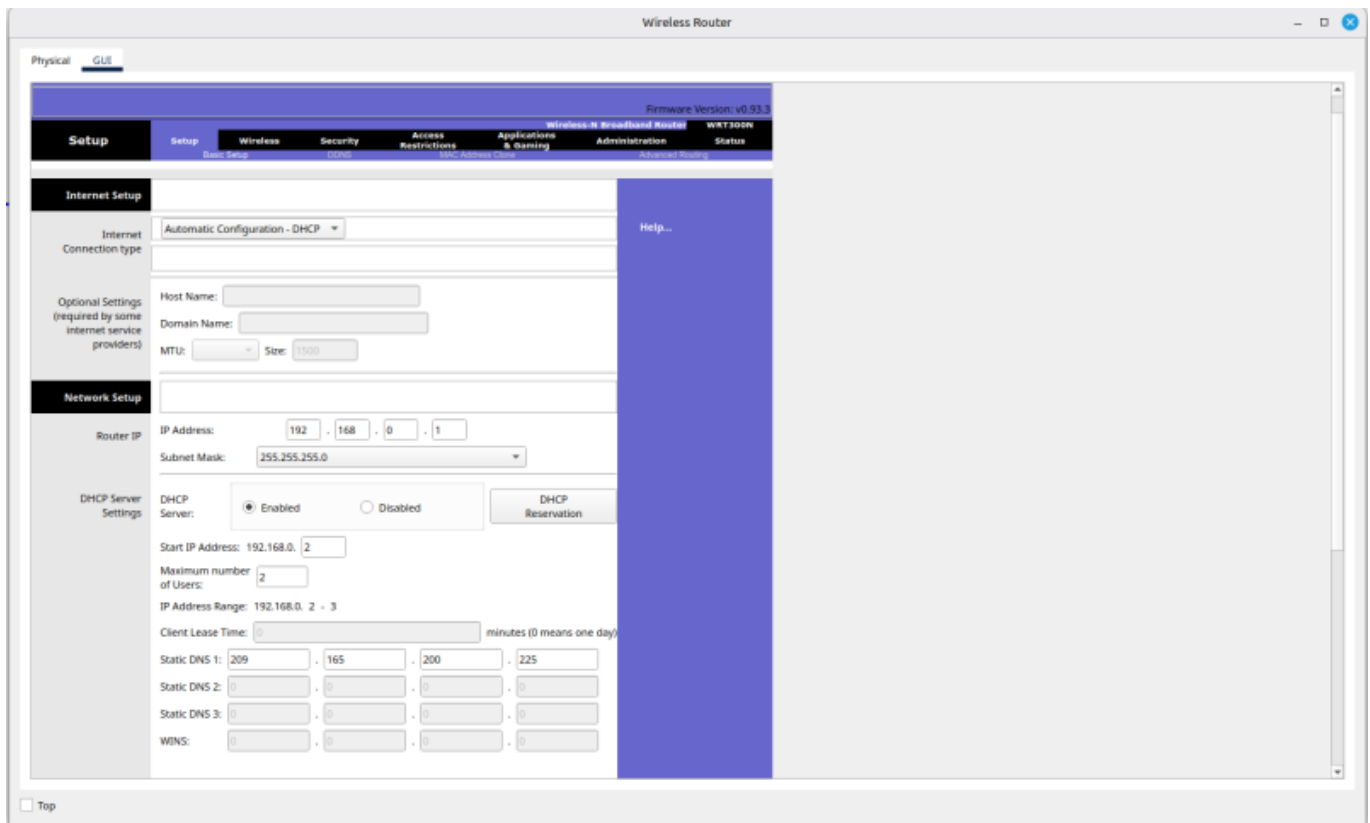 Wireless Router
Physical GUI
Firmware Version: v0.93.3
Wireless-N Broadband Router WRT300N
Setup Setup Wireless Security Access Restrictions Applications & Gaming Administration Status
Basic Setup DDNS MAC Address Clone Advanced Routing
Internet Setup
Internet Connection type Automatic Configuration - DHCP
Help...
Optional Settings (required by some internet service providers)
Host Name:
Domain Name:
MTU: Size: 1500
Network Setup
Router IP
IP Address: 192 . 168 . 0 . 1
Subnet Mask: 255.255.255.0
DHCP Server Settings
DHCP Server: Enabled Disabled DHCP Reservation
Start IP Address: 192.168.0. 2
Maximum number of Users: 2
IP Address Range: 192.168.0. 2 - 3
Client Lease Time: 0 minutes (0 means one day)
Static DNS 1: 209 . 165 . 200 . 225
Static DNS 2: 0 . 0 . 0 . 0
Static DNS 3: 0 . 0 . 0 . 0
WINS: 0 . 0 . 0 . 0
Top